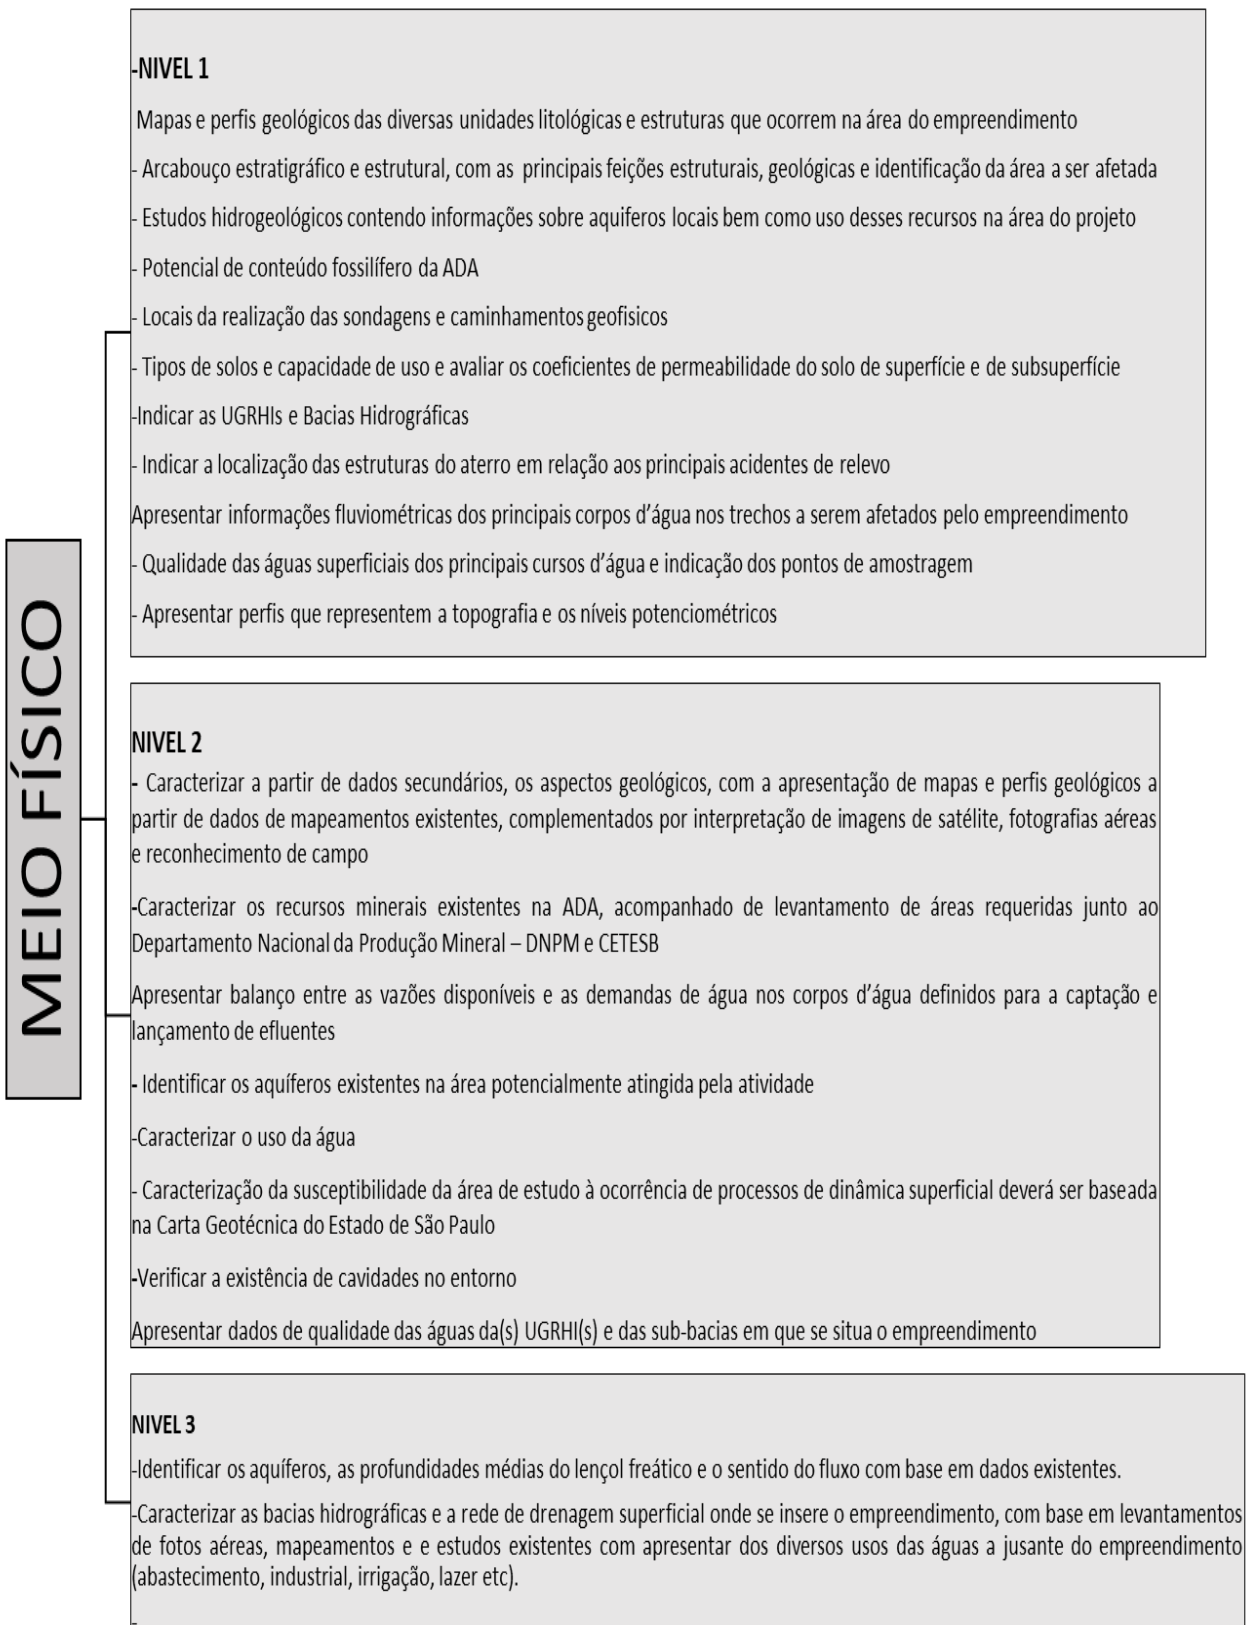 MEIO FÍSICO
-NIVEL 1
Mapas e perfis geológicos das diversas unidades litológicas e estruturas que ocorrem na área do empreendimento
- Arcabouço estratigráfico e estrutural, com as principais feições estruturais, geológicas e identificação da área a ser afetada
- Estudos hidrogeológicos contendo informações sobre aquiferos locais bem como uso desses recursos na área do projeto
- Potencial de conteúdo fossilífero da ADA
- Locais da realização das sondagens e caminhamentos geofisicos
- Tipos de solos e capacidade de uso e avaliar os coeficientes de permeabilidade do solo de superfície e de subsuperfície
-Indicar as UGRHIs e Bacias Hidrográficas
- Indicar a localização das estruturas do aterro em relação aos principais acidentes de relevo
Apresentar informações fluviométricas dos principais corpos d’água nos trechos a serem afetados pelo empreendimento
- Qualidade das águas superficiais dos principais cursos d’água e indicação dos pontos de amostragem
- Apresentar perfis que representem a topografia e os níveis potenciométricos
NIVEL 2
- Caracterizar a partir de dados secundários, os aspectos geológicos, com a apresentação de mapas e perfis geológicos a
partir de dados de mapeamentos existentes, complementados por interpretação de imagens de satélite, fotografias aéreas
e reconhecimento de campo
-Caracterizar os recursos minerais existentes na ADA, acompanhado de levantamento de áreas requeridas junto ao
Departamento Nacional da Produção Mineral – DNPM e CETESB
Apresentar balanço entre as vazões disponíveis e as demandas de água nos corpos d’água definidos para a captação e
lançamento de efluentes
- Identificar os aquíferos existentes na área potencialmente atingida pela atividade
-Caracterizar o uso da água
- Caracterização da susceptibilidade da área de estudo à ocorrência de processos de dinâmica superficial deverá ser baseada
na Carta Geotécnica do Estado de São Paulo
-Verificar a existência de cavidades no entorno
Apresentar dados de qualidade das águas da(s) UGRHI(s) e das sub-bacias em que se situa o empreendimento
NIVEL 3
-Identificar os aquíferos, as profundidades médias do lençol freático e o sentido do fluxo com base em dados existentes.
-Caracterizar as bacias hidrográficas e a rede de drenagem superficial onde se insere o empreendimento, com base em levantamentos
de fotos aéreas, mapeamentos e e estudos existentes com apresentar dos diversos usos das águas a jusante do empreendimento
(abastecimento, industrial, irrigação, lazer etc).
-